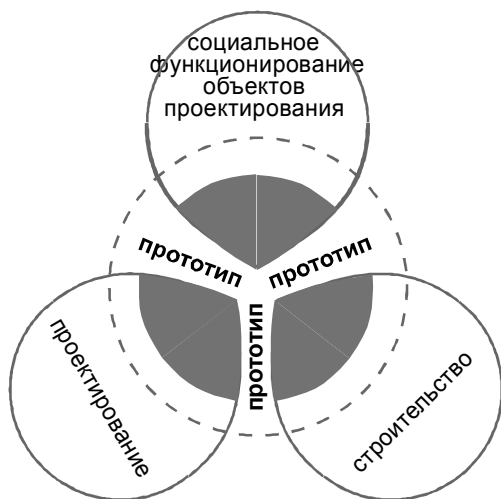 социальное
функционирование
объектов
проектирования
прототип
прототип
прототип
проектирование
строительство